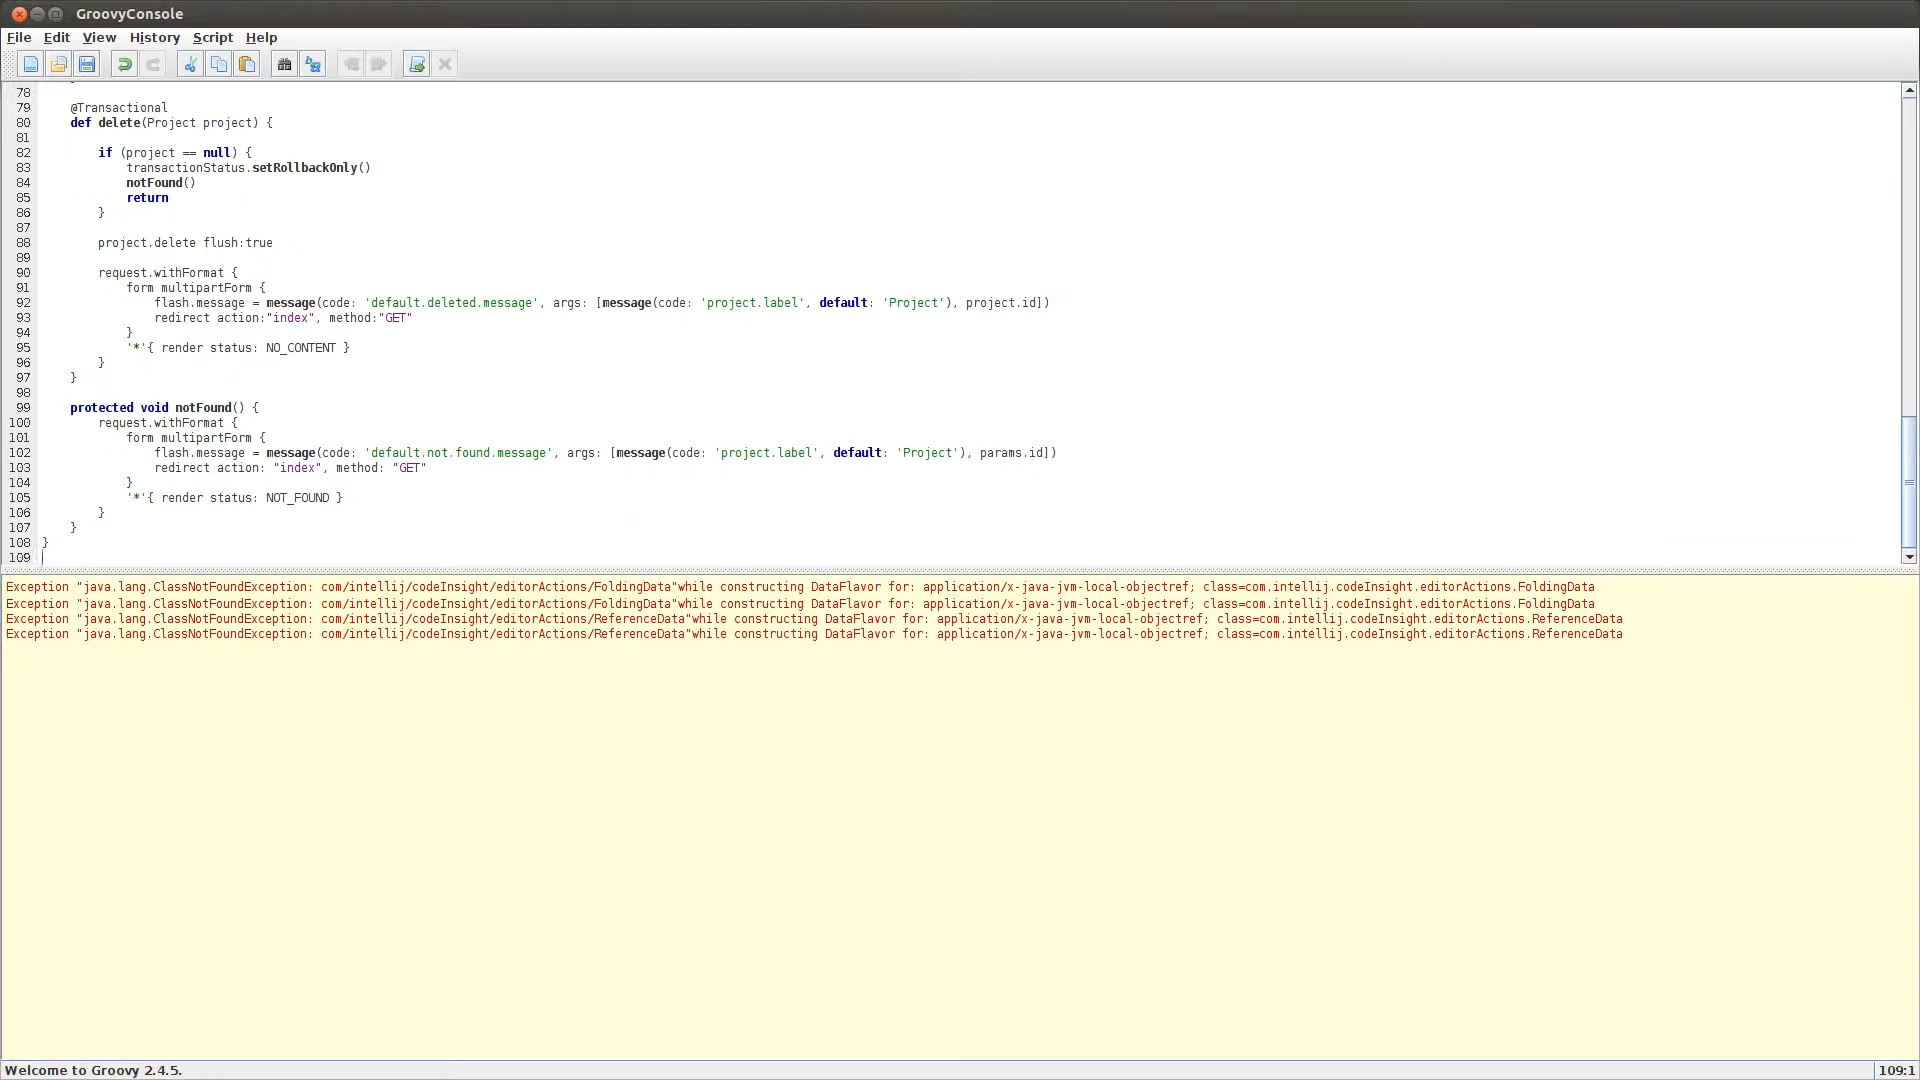 GroovyConsole
File Edit View History Script Help
78
79 @Transactional
80 def delete(Project project) {
81
82 if (project == null) {
83 transactionStatus.setRollbackOnly()
84 notFound()
85 return
86 }
87
88 project.delete flush:true
89
90 request.withFormat {
91 form multipartForm {
92 flash.message = message(code: 'default.deleted.message', args: [message(code: 'project.label', default: 'Project'), project.id])
93 redirect action:"index", method:"GET"
94 }
95 '*'{ render status: NO_CONTENT }
96 }
97 }
98
99 protected void notFound() {
100 request.withFormat {
101 form multipartForm {
102 flash.message = message(code: 'default.not.found.message', args: [message(code: 'project.label', default: 'Project'), params.id])
103 redirect action: "index", method: "GET"
104 }
105 '*'{ render status: NOT_FOUND }
106 }
107 }
108 }
109
Exception "java.lang.ClassNotFoundException: com/intellij/codeInsight/editorActions/FoldingData"while constructing DataFlavor for: application/x-java-jvm-local-objectref; class=com.intellij.codeInsight.editorActions.FoldingData
Exception "java.lang.ClassNotFoundException: com/intellij/codeInsight/editorActions/FoldingData"while constructing DataFlavor for: application/x-java-jvm-local-objectref; class=com.intellij.codeInsight.editorActions.FoldingData
Exception "java.lang.ClassNotFoundException: com/intellij/codeInsight/editorActions/ReferenceData"while constructing DataFlavor for: application/x-java-jvm-local-objectref; class=com.intellij.codeInsight.editorActions.ReferenceData
Exception "java.lang.ClassNotFoundException: com/intellij/codeInsight/editorActions/ReferenceData"while constructing DataFlavor for: application/x-java-jvm-local-objectref; class=com.intellij.codeInsight.editorActions.ReferenceData
Welcome to Groovy 2.4.5. 109:1